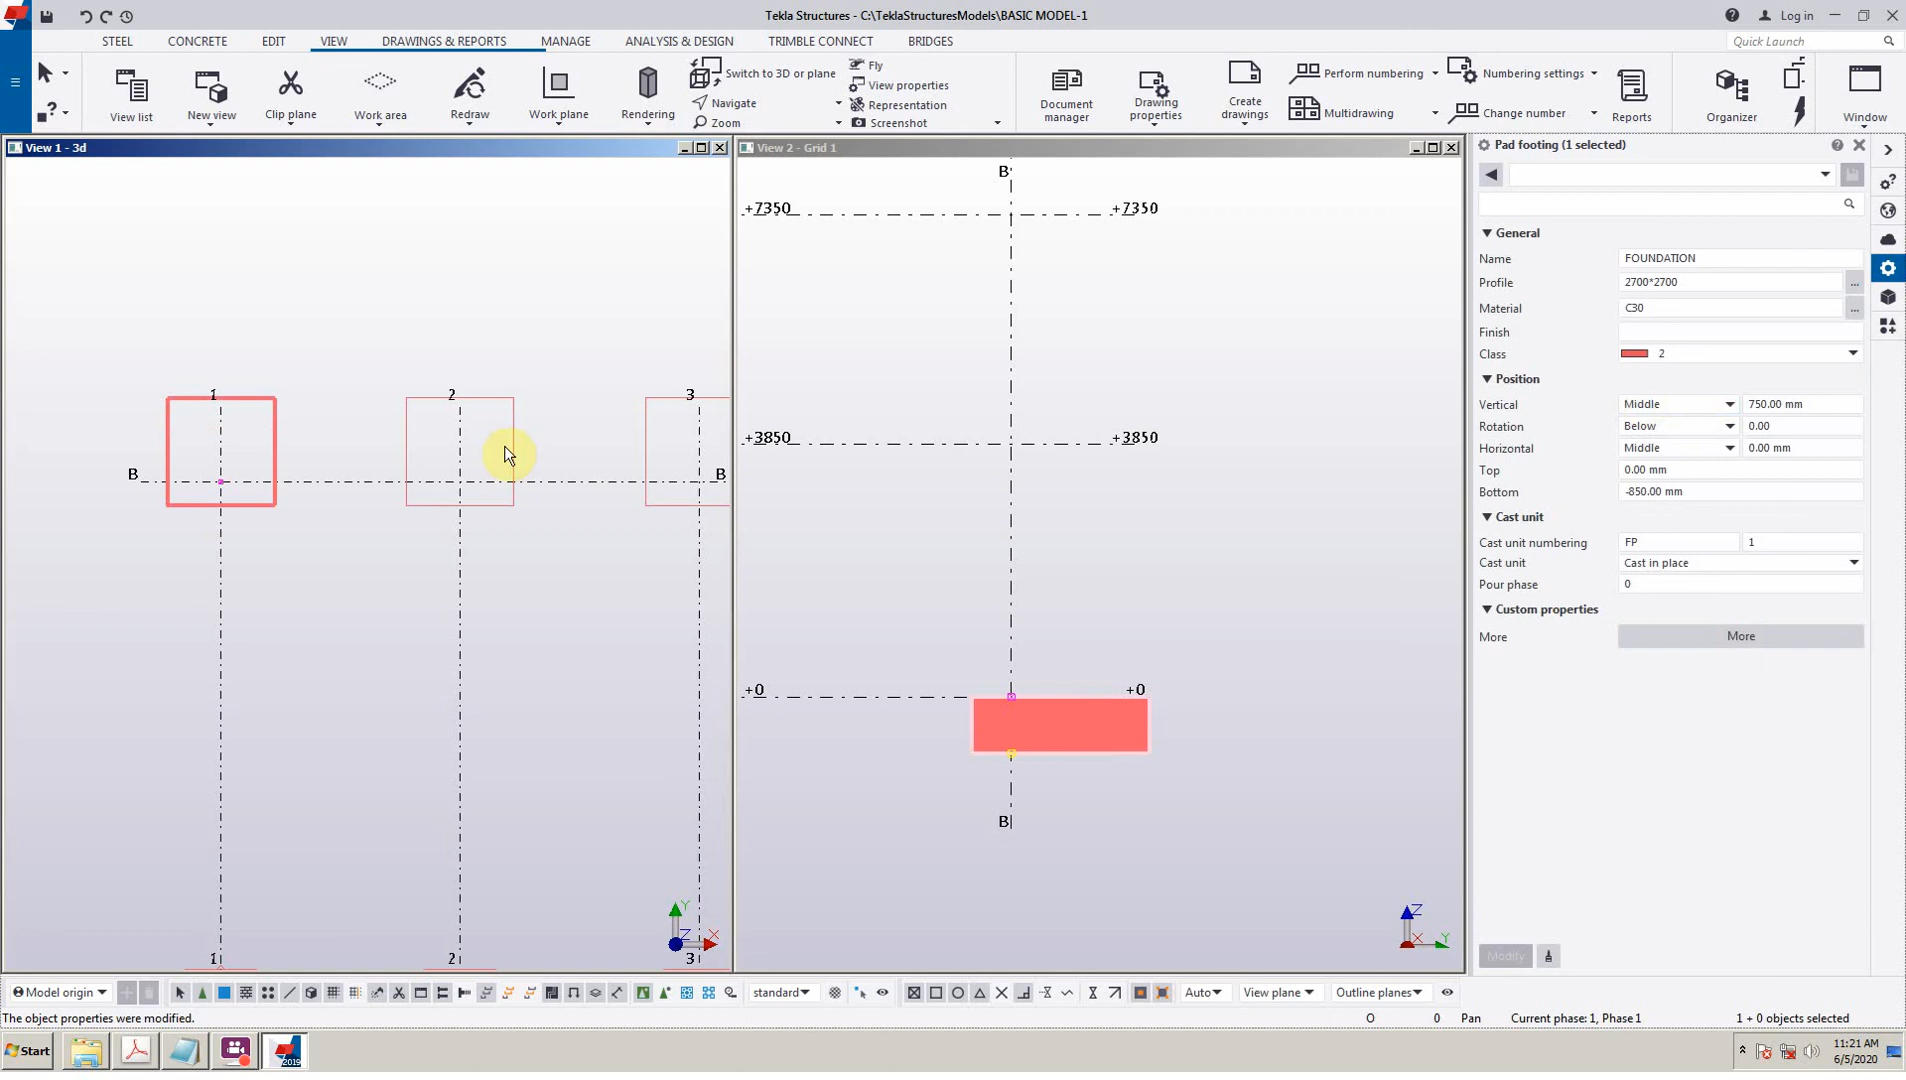 Tekla Structures - C:\TeklaStructuresModels\BASIC MODEL-1
Log in
STEEL CONCRETE EDIT VIEW DRAWINGS & REPORTS MANAGE ANALYSIS & DESIGN TRIMBLE CONNECT BRIDGES
Quick Launch
View list
New view
Clip plane
Work area
Redraw
Work plane
Rendering
Switch to 3D or plane
Navigate
Zoom
Fly
View properties
Representation
Screenshot
Document manager
Drawing properties
Create drawings
Perform numbering
Multidrawing
Numbering settings
Change number
Reports
Organizer
Window
View 1 - 3d
1 2 3
B B
1 2 3
Y
Z X
View 2 - Grid 1
B
+7350 +7350
+3850 +3850
+0 +0
B
Z
X Y
Pad footing (1 selected)
General
Name FOUNDATION
Profile 2700*2700 ...
Material C30 ...
Finish
Class 2
Position
Vertical Middle 750.00 mm
Rotation Below 0.00
Horizontal Middle 0.00 mm
Top 0.00 mm
Bottom -850.00 mm
Cast unit
Cast unit numbering FP 1
Cast unit Cast in place
Pour phase 0
Custom properties
More More
Modify
Model origin standard Auto View plane Outline planes
The object properties were modified. O 0 Pan Current phase: 1, Phase 1 1 + 0 objects selected
Start 2019 11:21 AM
6/5/2020